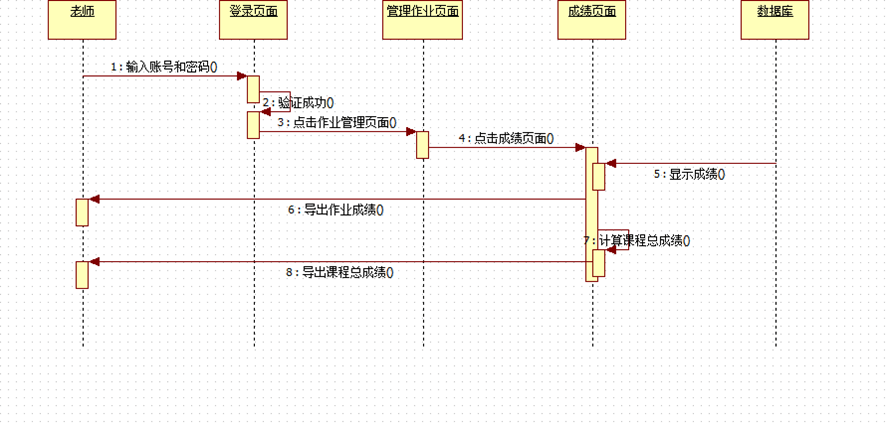 老师
登录页面
管理作业页面
成绩页面
数据库
1:输入账号和密码()
2:验证成功()
3:点击作业管理页面()
4:点击成绩页面()
5:显示成绩()
6:导出作业成绩()
7:计算课程总成绩()
8:导出课程总成绩()